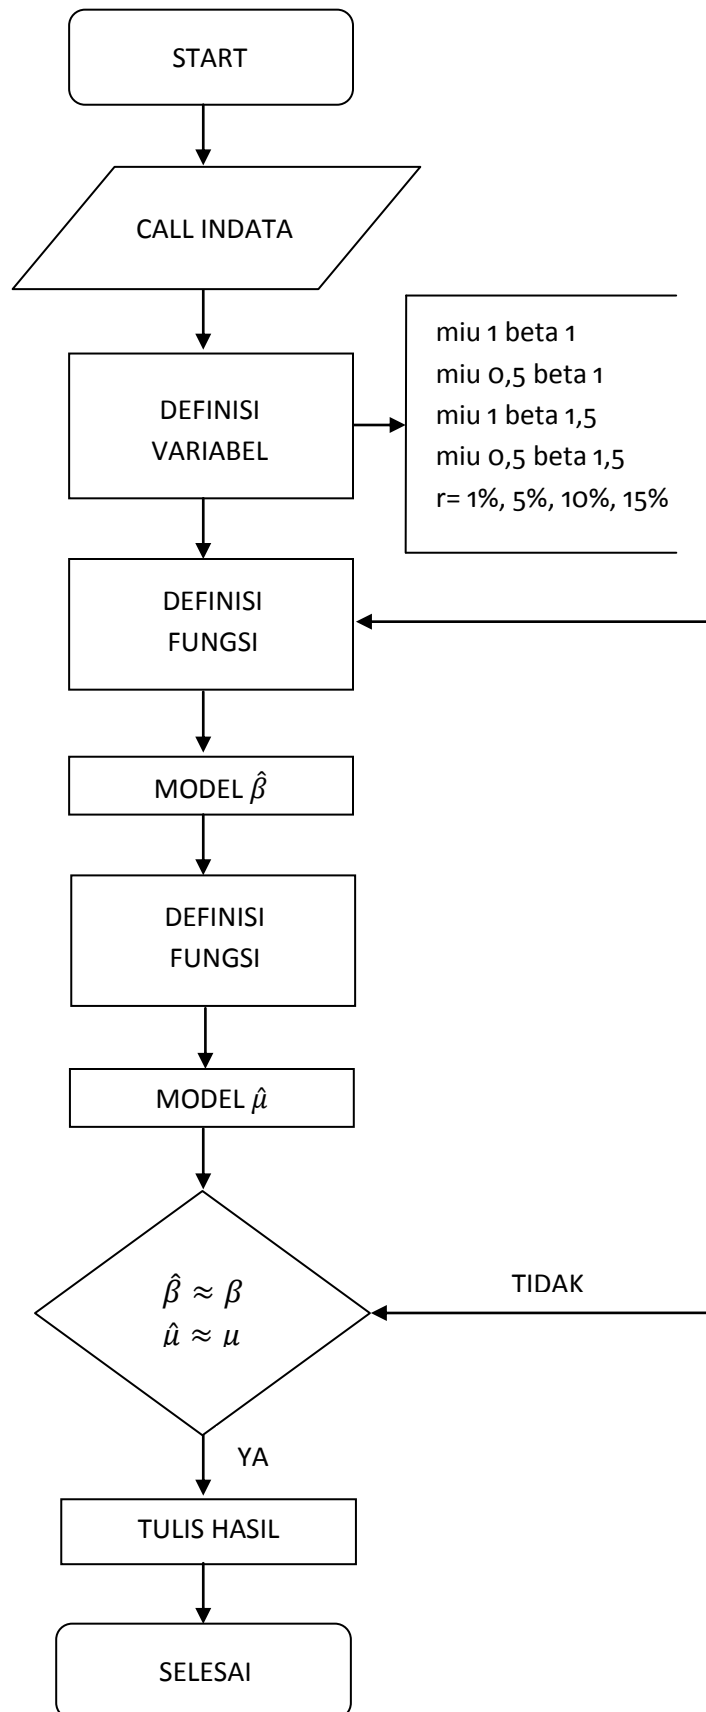 START
CALL INDATA
DEFINISI
VARIABEL
miu 1 beta 1
miu 0,5 beta 1
miu 1 beta 1,5
miu 0,5 beta 1,5
r= 1%, 5%, 10%, 15%
DEFINISI
FUNGSI
MODEL β̂
DEFINISI
FUNGSI
MODEL μ̂
β̂ ≈ β
μ̂ ≈ μ
TIDAK
YA
TULIS HASIL
SELESAI